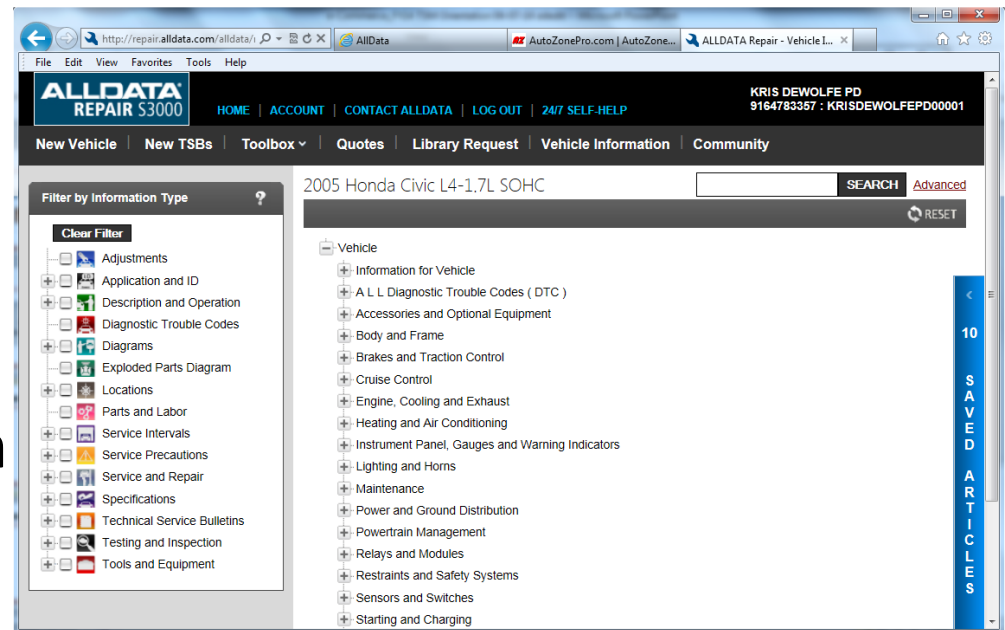 http://repair.alldata.com/alldata/
AllData
AutoZonePro.com | AutoZone...
ALLDATA Repair - Vehicle I...
File Edit View Favorites Tools Help
ALLDATA
REPAIR S3000
HOME | ACCOUNT | CONTACT ALLDATA | LOG OUT | 24/7 SELF-HELP
KRIS DEWOLFE PD
9164783357 : KRISDEWOLFEPD00001
New Vehicle | New TSBs | Toolbox | Quotes | Library Request | Vehicle Information | Community
Filter by Information Type ?
Clear Filter
Adjustments
Application and ID
Description and Operation
Diagnostic Trouble Codes
Diagrams
Exploded Parts Diagram
Locations
Parts and Labor
Service Intervals
Service Precautions
Service and Repair
Specifications
Technical Service Bulletins
Testing and Inspection
Tools and Equipment
2005 Honda Civic L4-1.7L SOHC
SEARCH Advanced
RESET
Vehicle
Information for Vehicle
A L L Diagnostic Trouble Codes ( DTC )
Accessories and Optional Equipment
Body and Frame
Brakes and Traction Control
Cruise Control
Engine, Cooling and Exhaust
Heating and Air Conditioning
Instrument Panel, Gauges and Warning Indicators
Lighting and Horns
Maintenance
Power and Ground Distribution
Powertrain Management
Relays and Modules
Restraints and Safety Systems
Sensors and Switches
Starting and Charging
10 SAVED ARTICLES